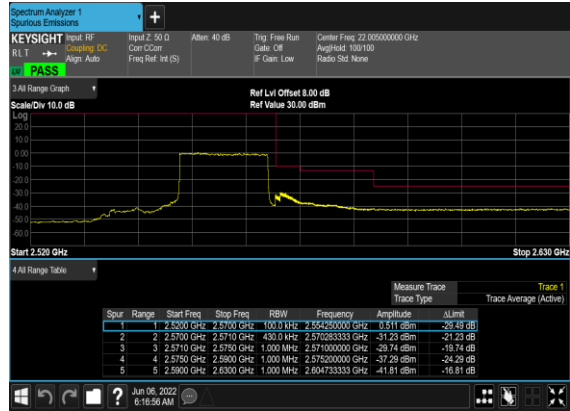 Spectrum Analyzer 1
Spurious Emissions
KEYSIGHT Input: RF Input Z: 50 Ω Atten: 40 dB Trig: Free Run Center Freq: 22.005000000 GHz
RLT Coupling: DC Corr CCorr Gate: Off Avg|Hold: 100/100
Align: Auto Freq Ref: Int (S) IF Gain: Low Radio Std: None
PASS
3 All Range Graph
Ref Lvl Offset 8.00 dB
Scale/Div 10.0 dB Ref Value 30.00 dBm
Log
20.0
10.0
0.00
-10.0
-20.0
-30.0
-40.0
-50.0
-60.0
Start 2.520 GHz Stop 2.630 GHz
4 All Range Table
Measure Trace Trace 1
Trace Type Trace Average (Active)
Spur Range Start Freq Stop Freq RBW Frequency Amplitude ΔLimit
1 1 2.5200 GHz 2.5700 GHz 100.0 kHz 2.554250000 GHz 0.511 dBm -29.49 dB
2 2 2.5700 GHz 2.5710 GHz 430.0 kHz 2.570283333 GHz -31.23 dBm -21.23 dB
3 3 2.5710 GHz 2.5750 GHz 1.000 MHz 2.571000000 GHz -29.74 dBm -19.74 dB
4 4 2.5750 GHz 2.5900 GHz 1.000 MHz 2.575200000 GHz -37.29 dBm -24.29 dB
5 5 2.5900 GHz 2.6300 GHz 1.000 MHz 2.604733333 GHz -41.81 dBm -16.81 dB
Jun 06, 2022
6:16:56 AM